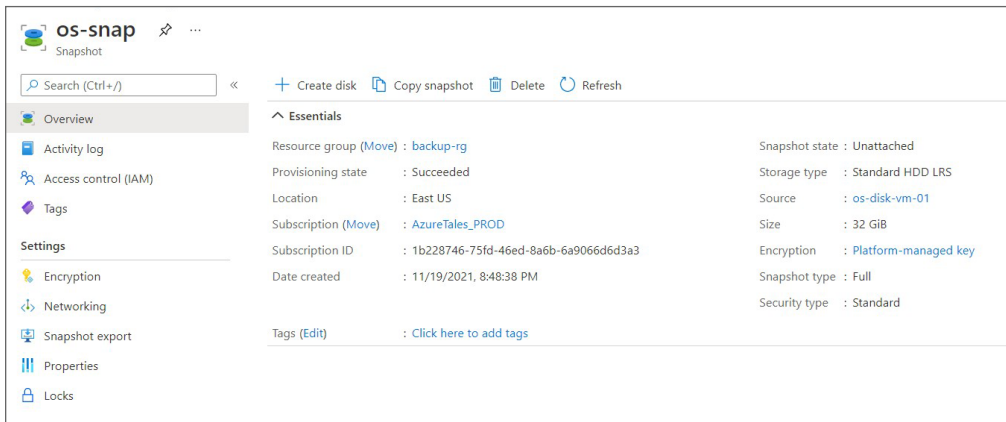 os-snap
...
Snapshot
Search (Ctrl+/)
«
Create disk
Copy snapshot
Delete
Refresh
Overview
Activity log
Access control (IAM)
Tags
Settings
Encryption
Networking
Snapshot export
Properties
Locks
Essentials
Resource group (Move) : backup-rg
Provisioning state : Succeeded
Location : East US
Subscription (Move) : AzureTales_PROD
Subscription ID : 1b228746-75fd-46ed-8a6b-6a9066d6d3a3
Date created : 11/19/2021, 8:48:38 PM
Snapshot state : Unattached
Storage type : Standard HDD LRS
Source : os-disk-vm-01
Size : 32 GiB
Encryption : Platform-managed key
Snapshot type : Full
Security type : Standard
Tags (Edit) : Click here to add tags